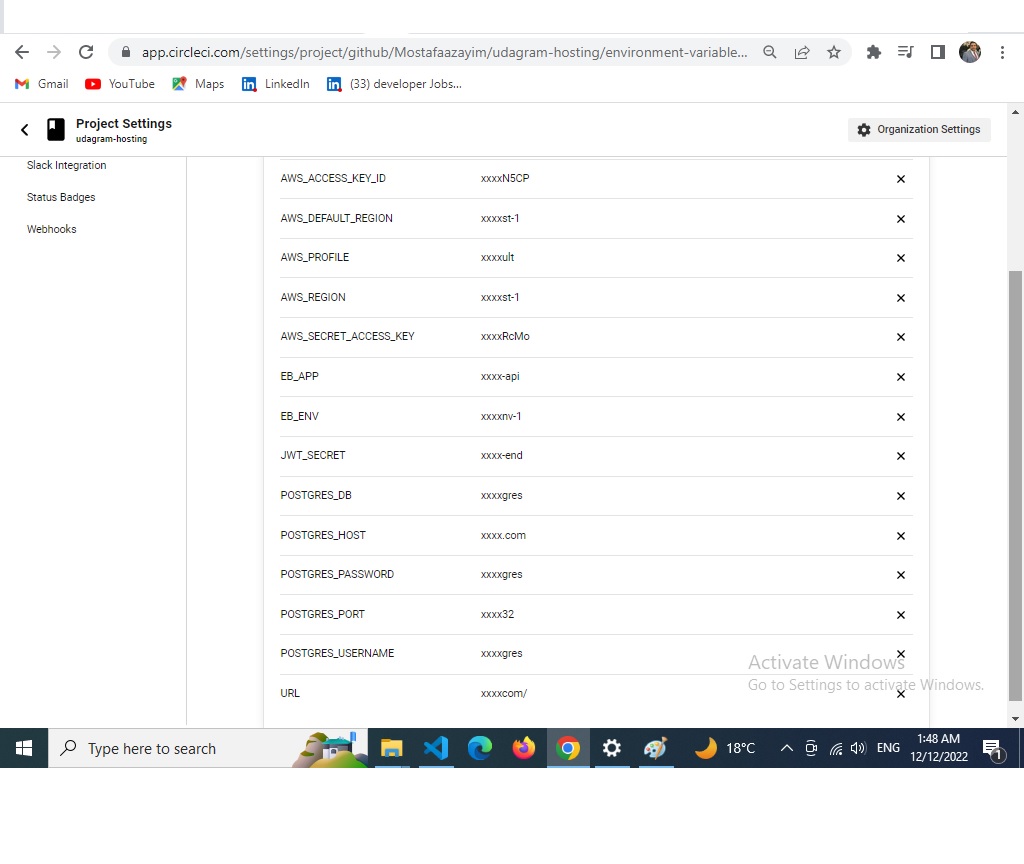 app.circleci.com/settings/project/github/Mostafaazayim/udagram-hosting/environment-variable...
Gmail YouTube Maps LinkedIn (33) developer Jobs...
Project Settings
udagram-hosting
Organization Settings
Slack Integration
Status Badges
Webhooks
AWS_ACCESS_KEY_ID xxxxN5CP
AWS_DEFAULT_REGION xxxxst-1
AWS_PROFILE xxxxult
AWS_REGION xxxxst-1
AWS_SECRET_ACCESS_KEY xxxxRcMo
EB_APP xxxx-api
EB_ENV xxxxnv-1
JWT_SECRET xxxx-end
POSTGRES_DB xxxxgres
POSTGRES_HOST xxxx.com
POSTGRES_PASSWORD xxxxgres
POSTGRES_PORT xxxx32
POSTGRES_USERNAME xxxxgres
URL xxxxcom/
Activate Windows
Go to Settings to activate Windows.
Type here to search
18°C
ENG
1:48 AM
12/12/2022
1